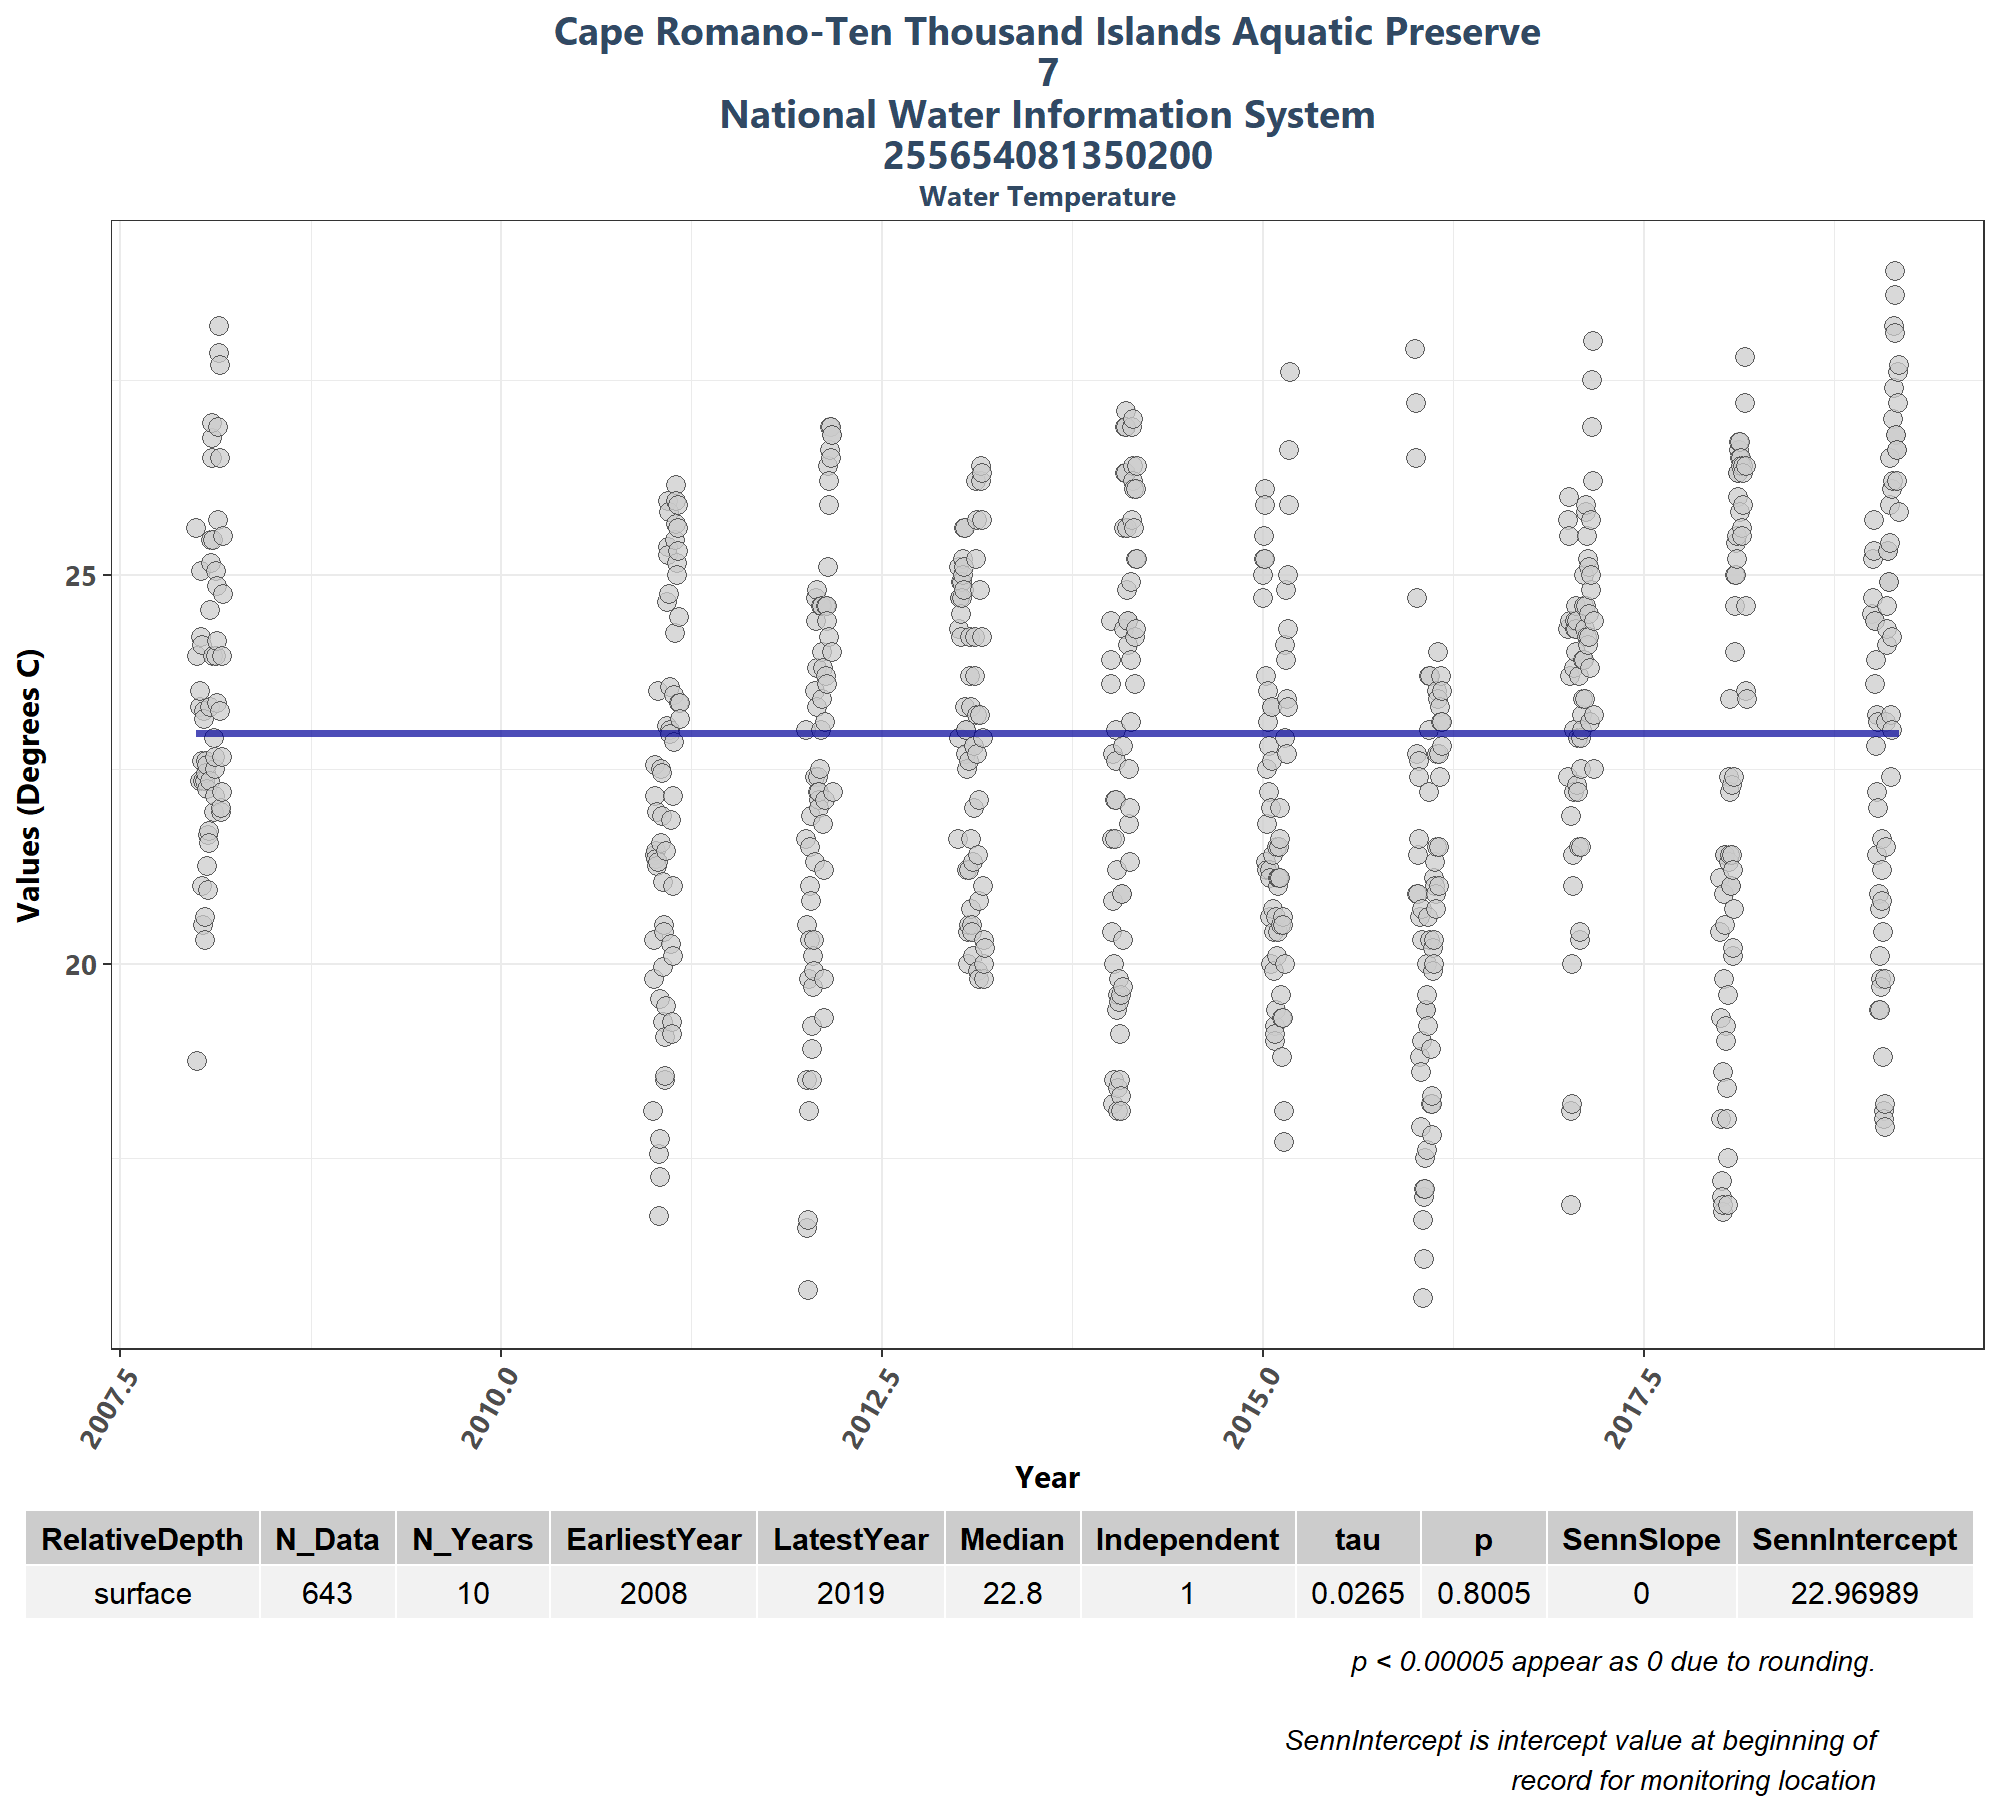 Cape Romano-Ten Thousand Islands Aquatic Preserve
7
National Water Information System
255654081350200
Water Temperature
Values (Degrees C)
25
20
2007.5 2010.0 2012.5 2015.0 2017.5
Year
RelativeDepth N_Data N_Years EarliestYear LatestYear Median Independent tau p SennSlope SennIntercept
surface 643 10 2008 2019 22.8 1 0.0265 0.8005 0 22.96989
p < 0.00005 appear as 0 due to rounding.
SennIntercept is intercept value at beginning of
record for monitoring location